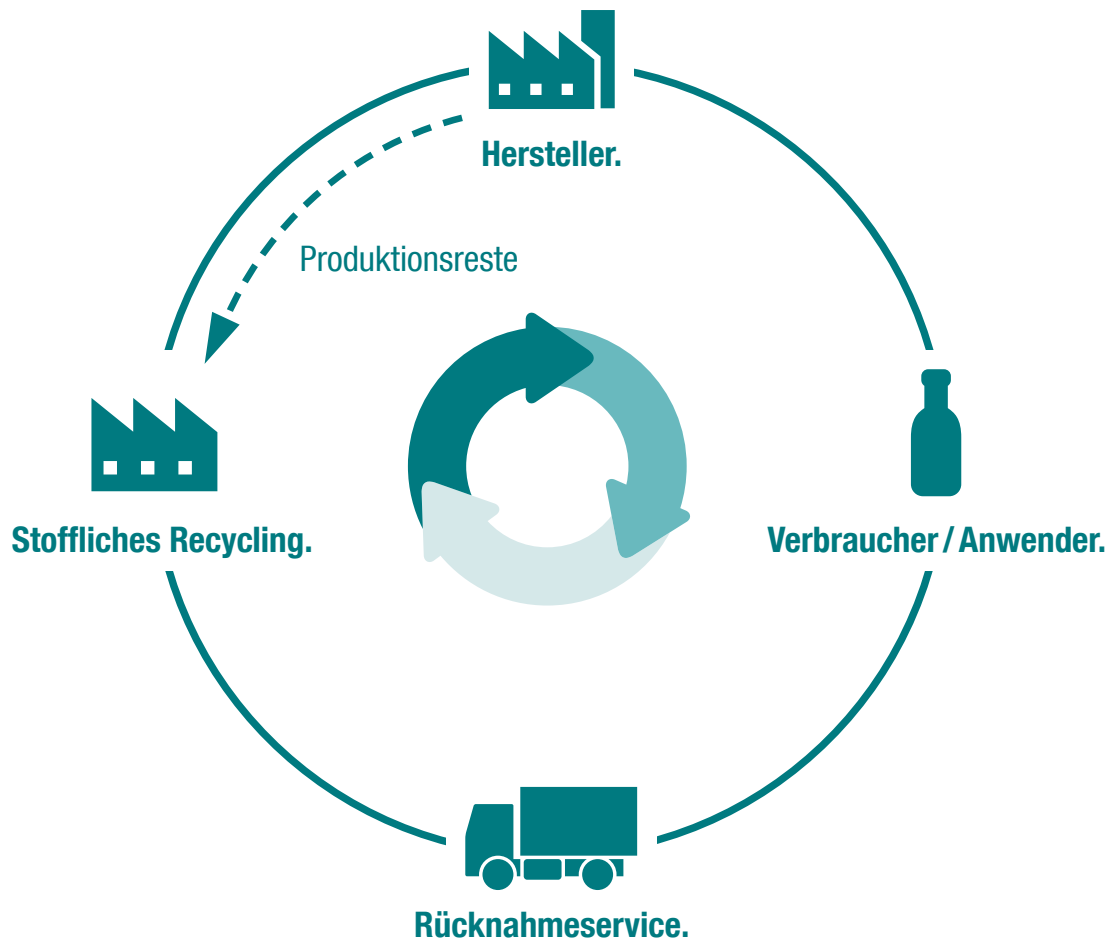 Hersteller.
Produktionsreste
Stoffliches Recycling.
Verbraucher / Anwender.
Rücknahmeservice.